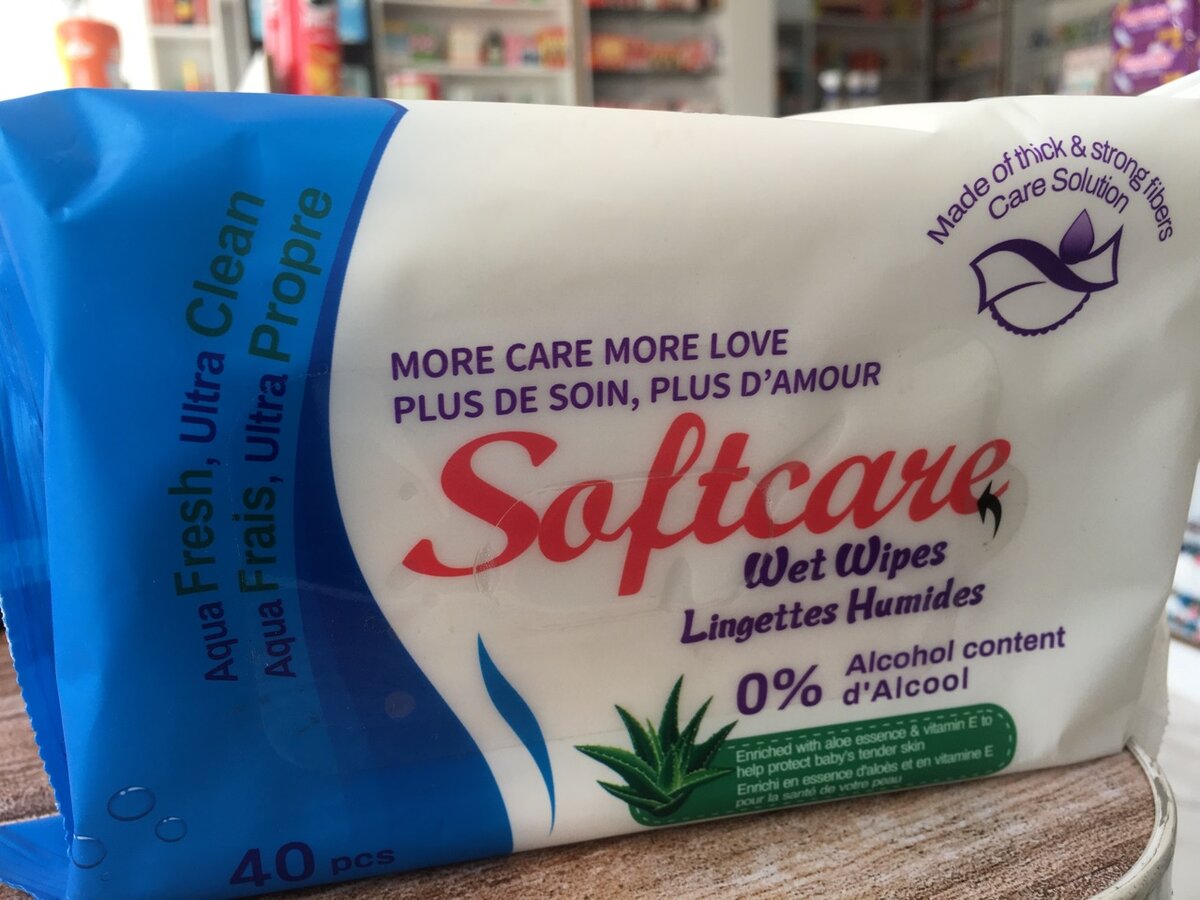 Made of thick & strong fibers
Care Solution
Aqua Fresh, Ultra Clean
Aqua Frais, Ultra Propre
MORE CARE MORE LOVE
PLUS DE SOIN, PLUS D'AMOUR
Softcare
Wet Wipes
Lingettes Humides
0% Alcohol content
d'Alcool
Enriched with aloe essence & vitamin E to
help protect baby's tender skin
Enrichi en essence d'aloès et en vitamine E
pour la santé de votre peau
40 pcs